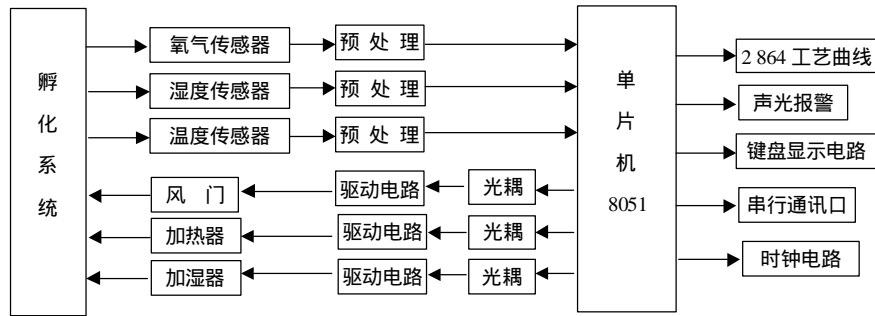 孵化系统
氧气传感器
预处理
湿度传感器
预处理
温度传感器
预处理
风门
驱动电路
光耦
加热器
驱动电路
光耦
加湿器
驱动电路
光耦
单片机
8051
2864工艺曲线
声光报警
键盘显示电路
串行通讯口
时钟电路